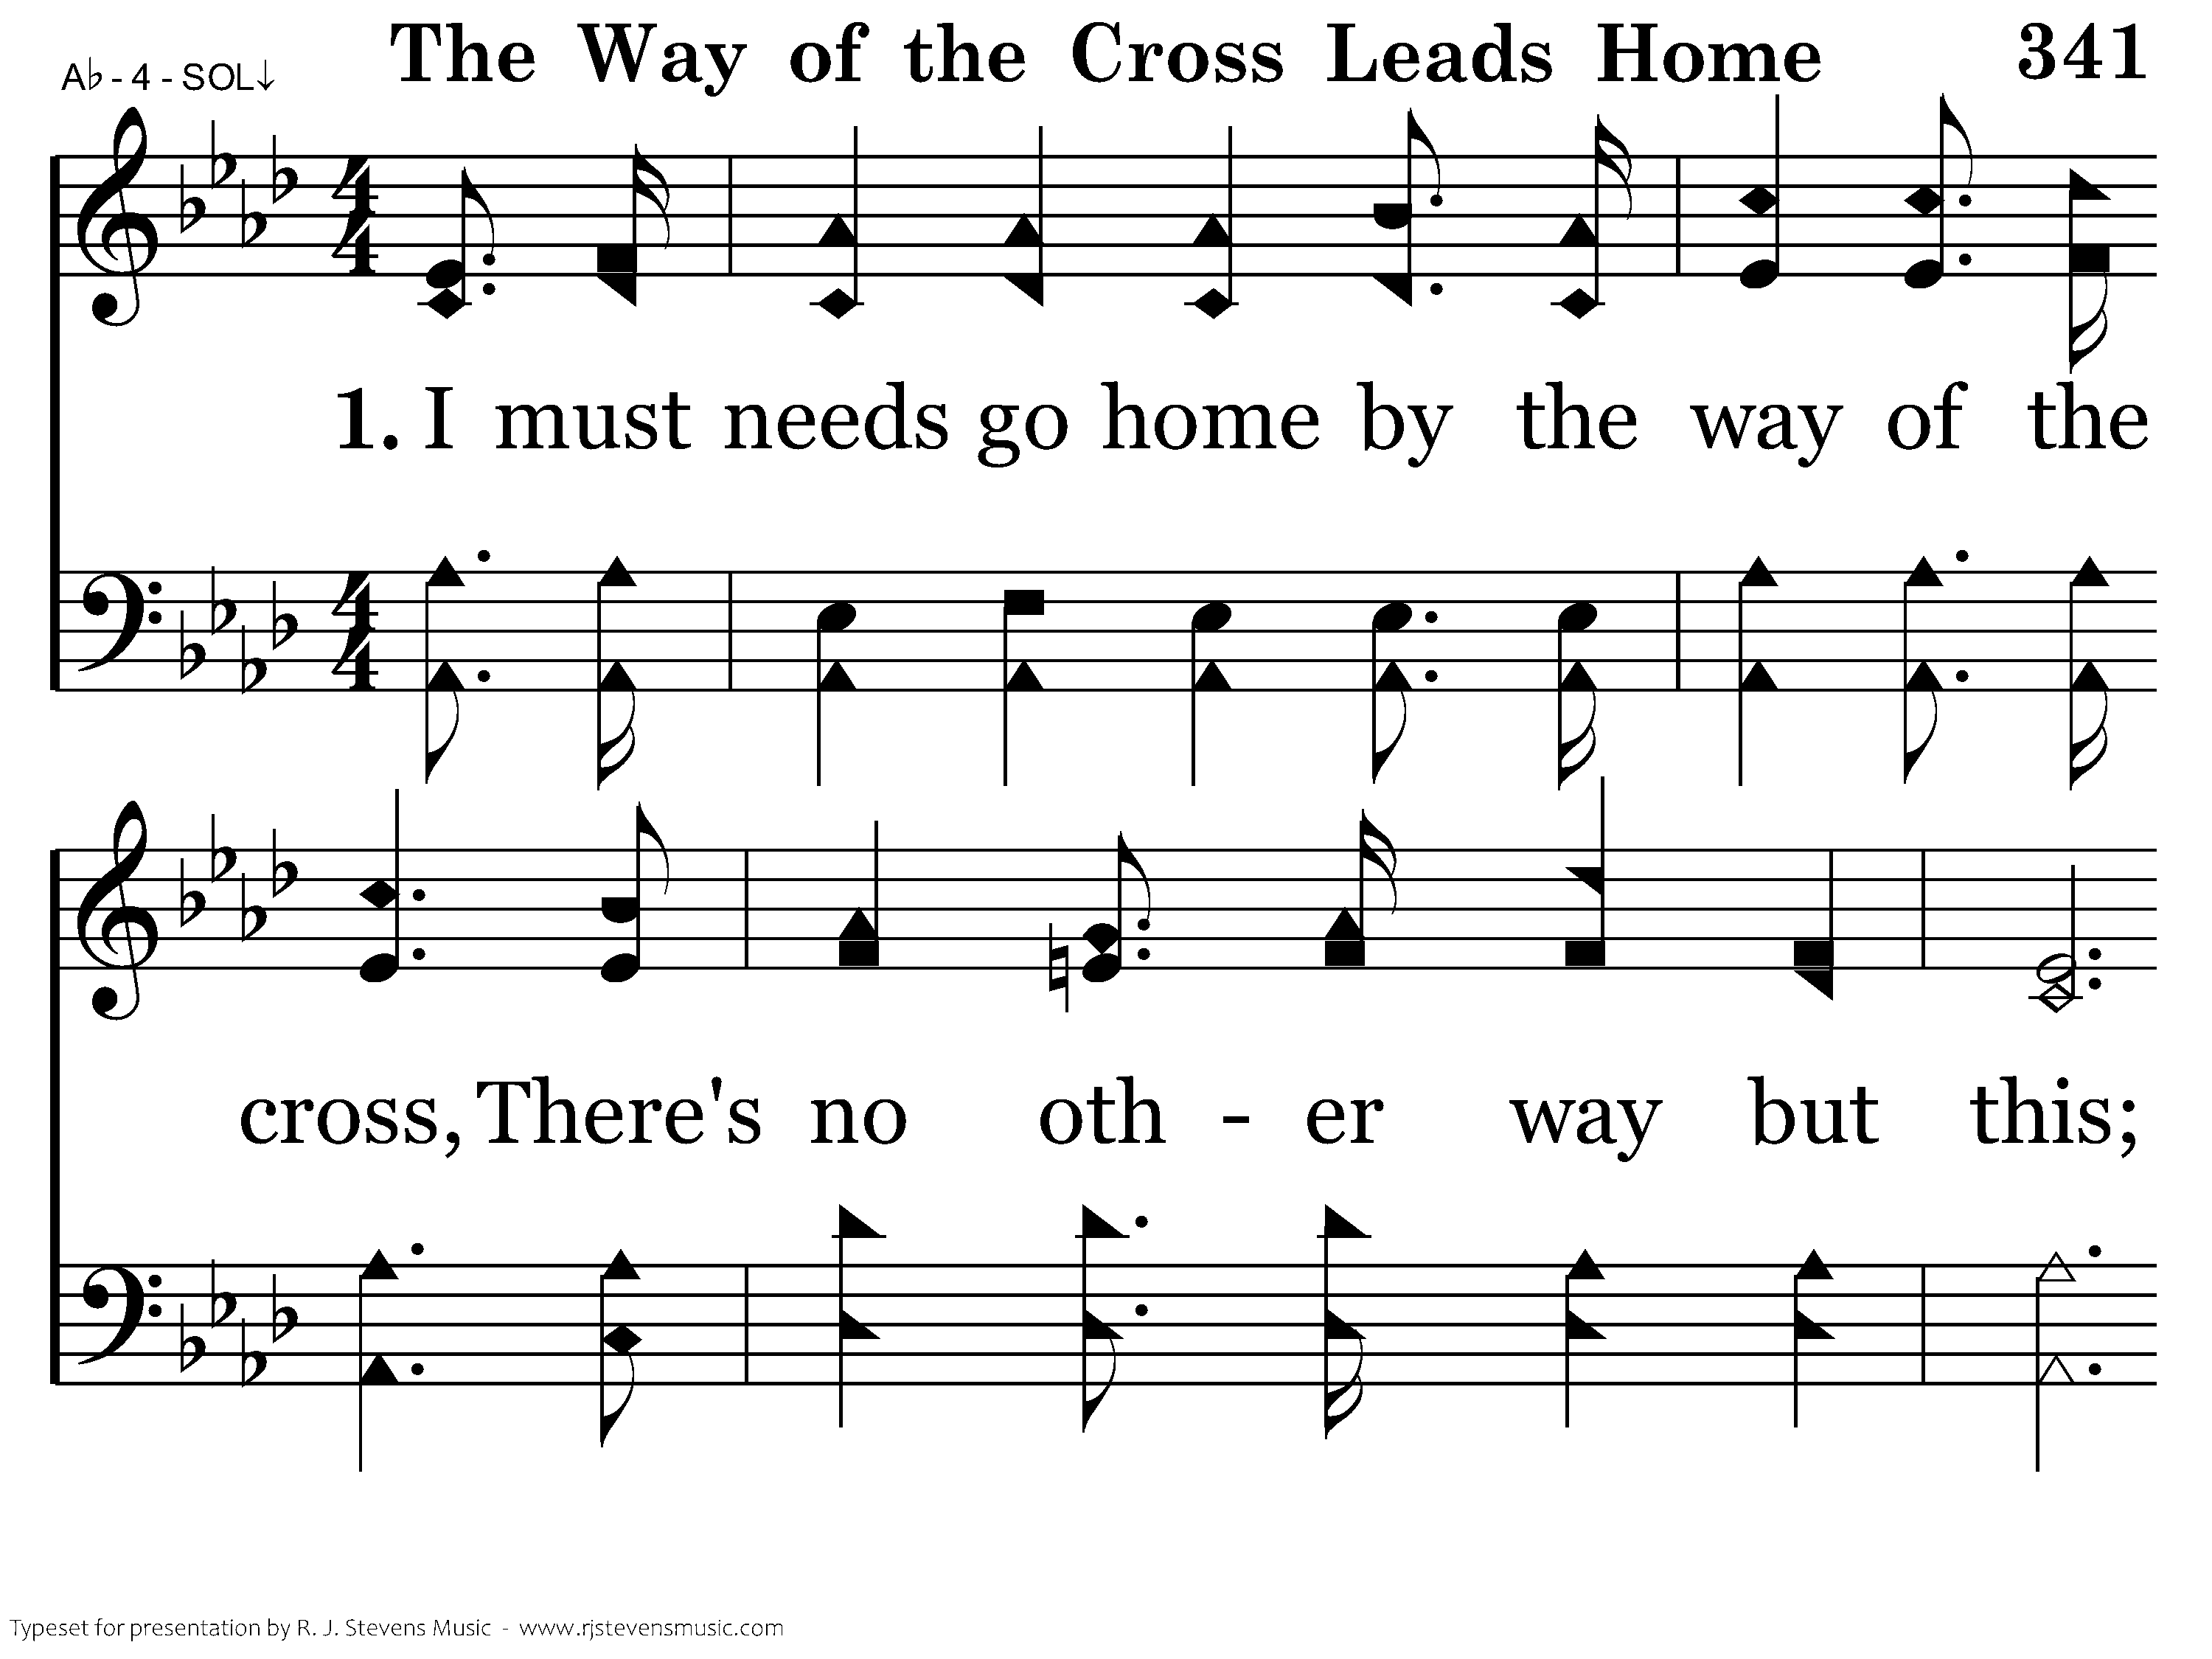 The Way of the Cross Leads Home 341
A♭ - 4 - SOL↓
1. I must needs go home by the way of the
cross, There's no oth - er way but this;
Typeset for presentation by R. J. Stevens Music - www.rjstevensmusic.com